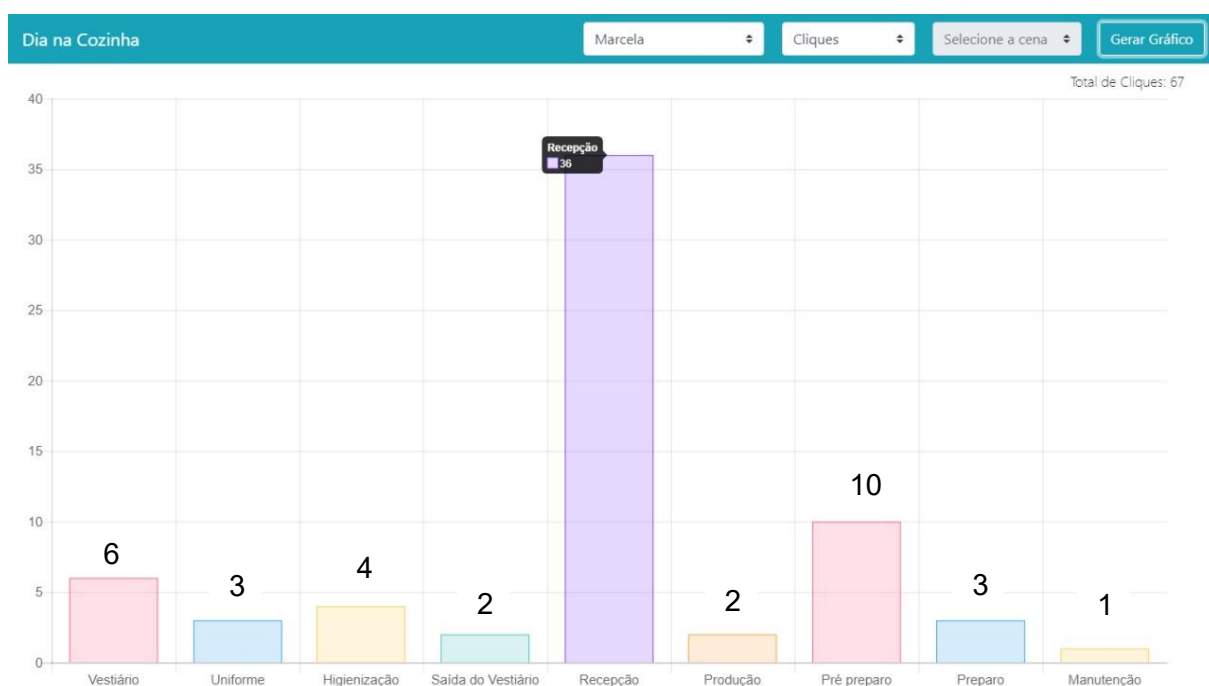 Dia na Cozinha
Marcela
Cliques
Selecione a cena
Gerar Gráfico
Total de Cliques: 67
40
35
30
25
20
15
10
5
0
Recepção
36
6
3
4
2
2
10
3
1
Vestiário
Uniforme
Higienização
Saída do Vestiário
Recepção
Produção
Pré preparo
Preparo
Manutenção